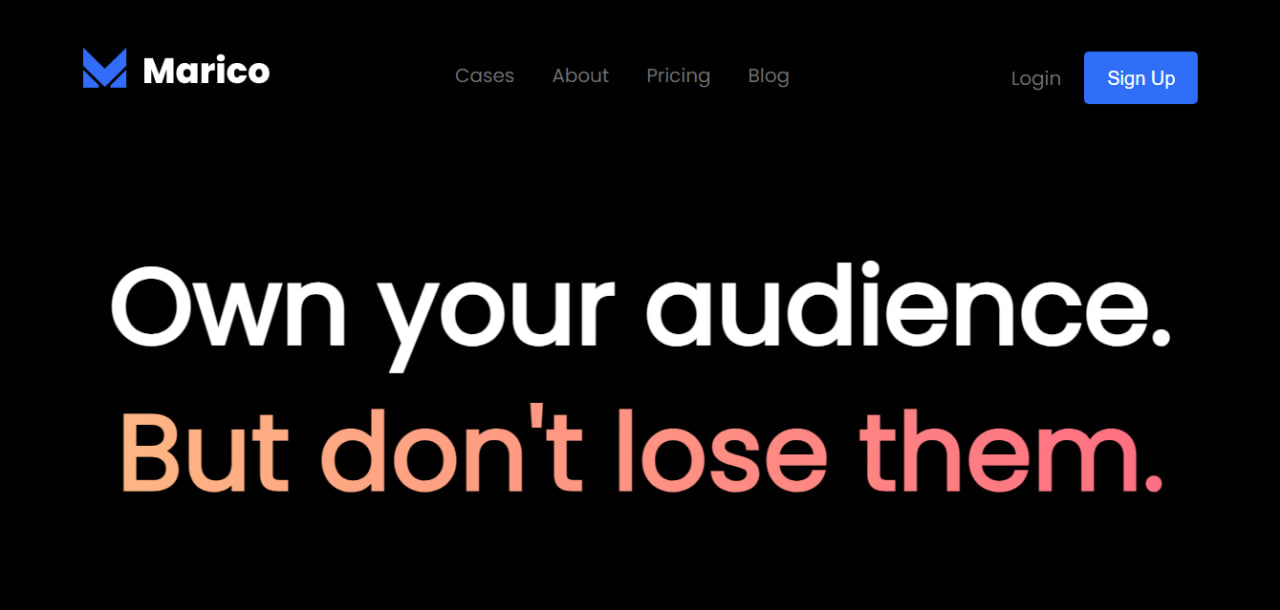 Marico
Cases About Pricing Blog
Login Sign Up
Own your audience.
But don't lose them.